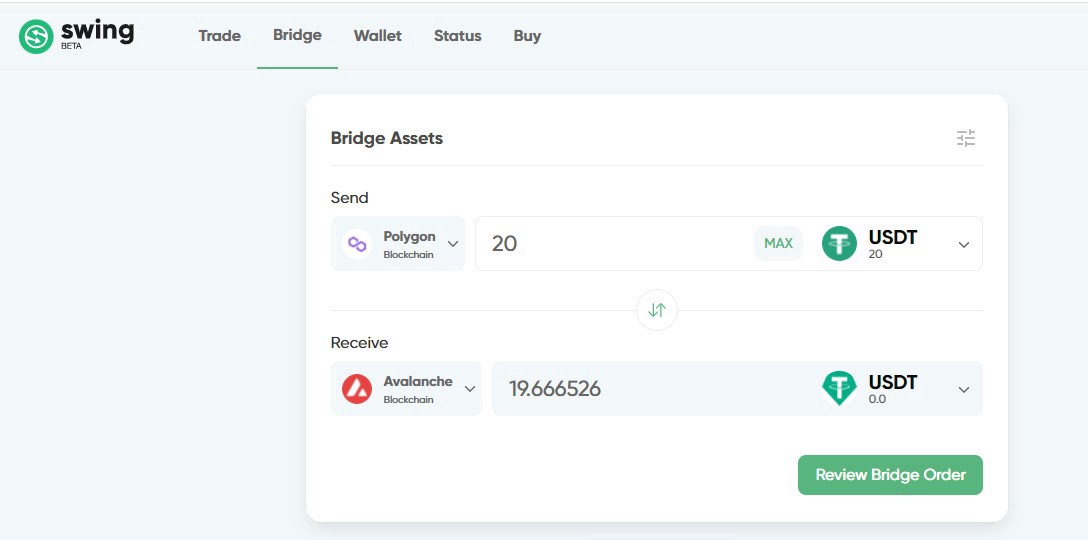 swing
BETA
Trade Bridge Wallet Status Buy
Bridge Assets
Send
Polygon
Blockchain
20
MAX
USDT
20
Receive
Avalanche
Blockchain
19.666526
USDT
0.0
Review Bridge Order